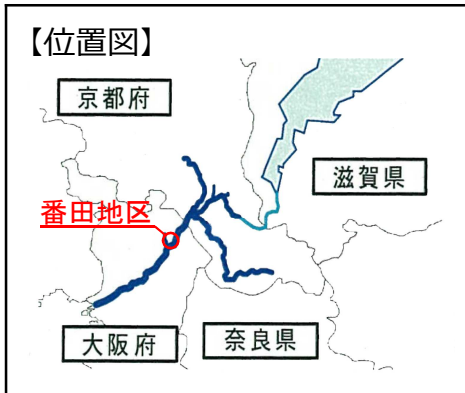 【位置図】
京都府
滋賀県
番田地区
大阪府
奈良県